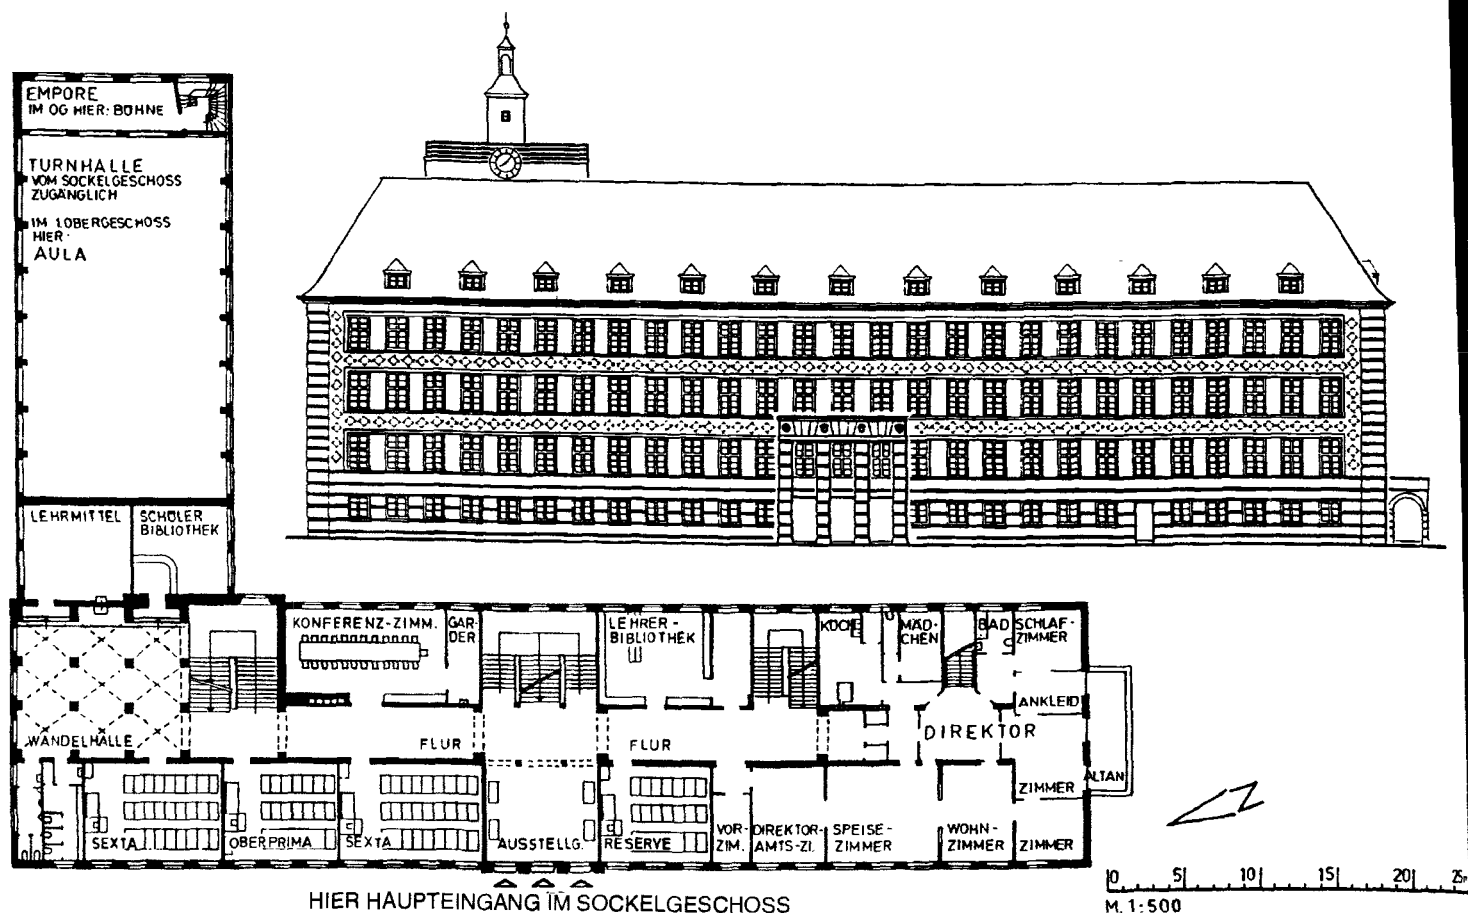 EMPORE
IM OG HIER: BÜHNE
TURNHALLE
VOM SOCKELGESCHOSS
ZUGÄNGLICH
IM 1.OBERGESCHOSS
HIER:
AULA
LEHRMITTEL
SCHÜLER
BIBLIOTHEK
KONFERENZ-ZIMM.
GAR-
DER
LEHRER-
BIBLIOTHEK
KÜCHE
MÄD-
CHEN
BAD
SCHLAF-
ZIMMER
ANKLEID
WANDELHALLE
FLUR
FLUR
DIREKTOR
ALTAN
ZIMMER
SEXTA
OBERPRIMA
SEXTA
AUSSTELLG.
RESERVE
VOR-
ZIM.
DIREKTOR-
AMTS-ZI.
SPEISE-
ZIMMER
WOHN-
ZIMMER
ZIMMER
N
HIER HAUPTEINGANG IM SOCKELGESCHOSS
0 5 10 15 20 25m
M. 1:500